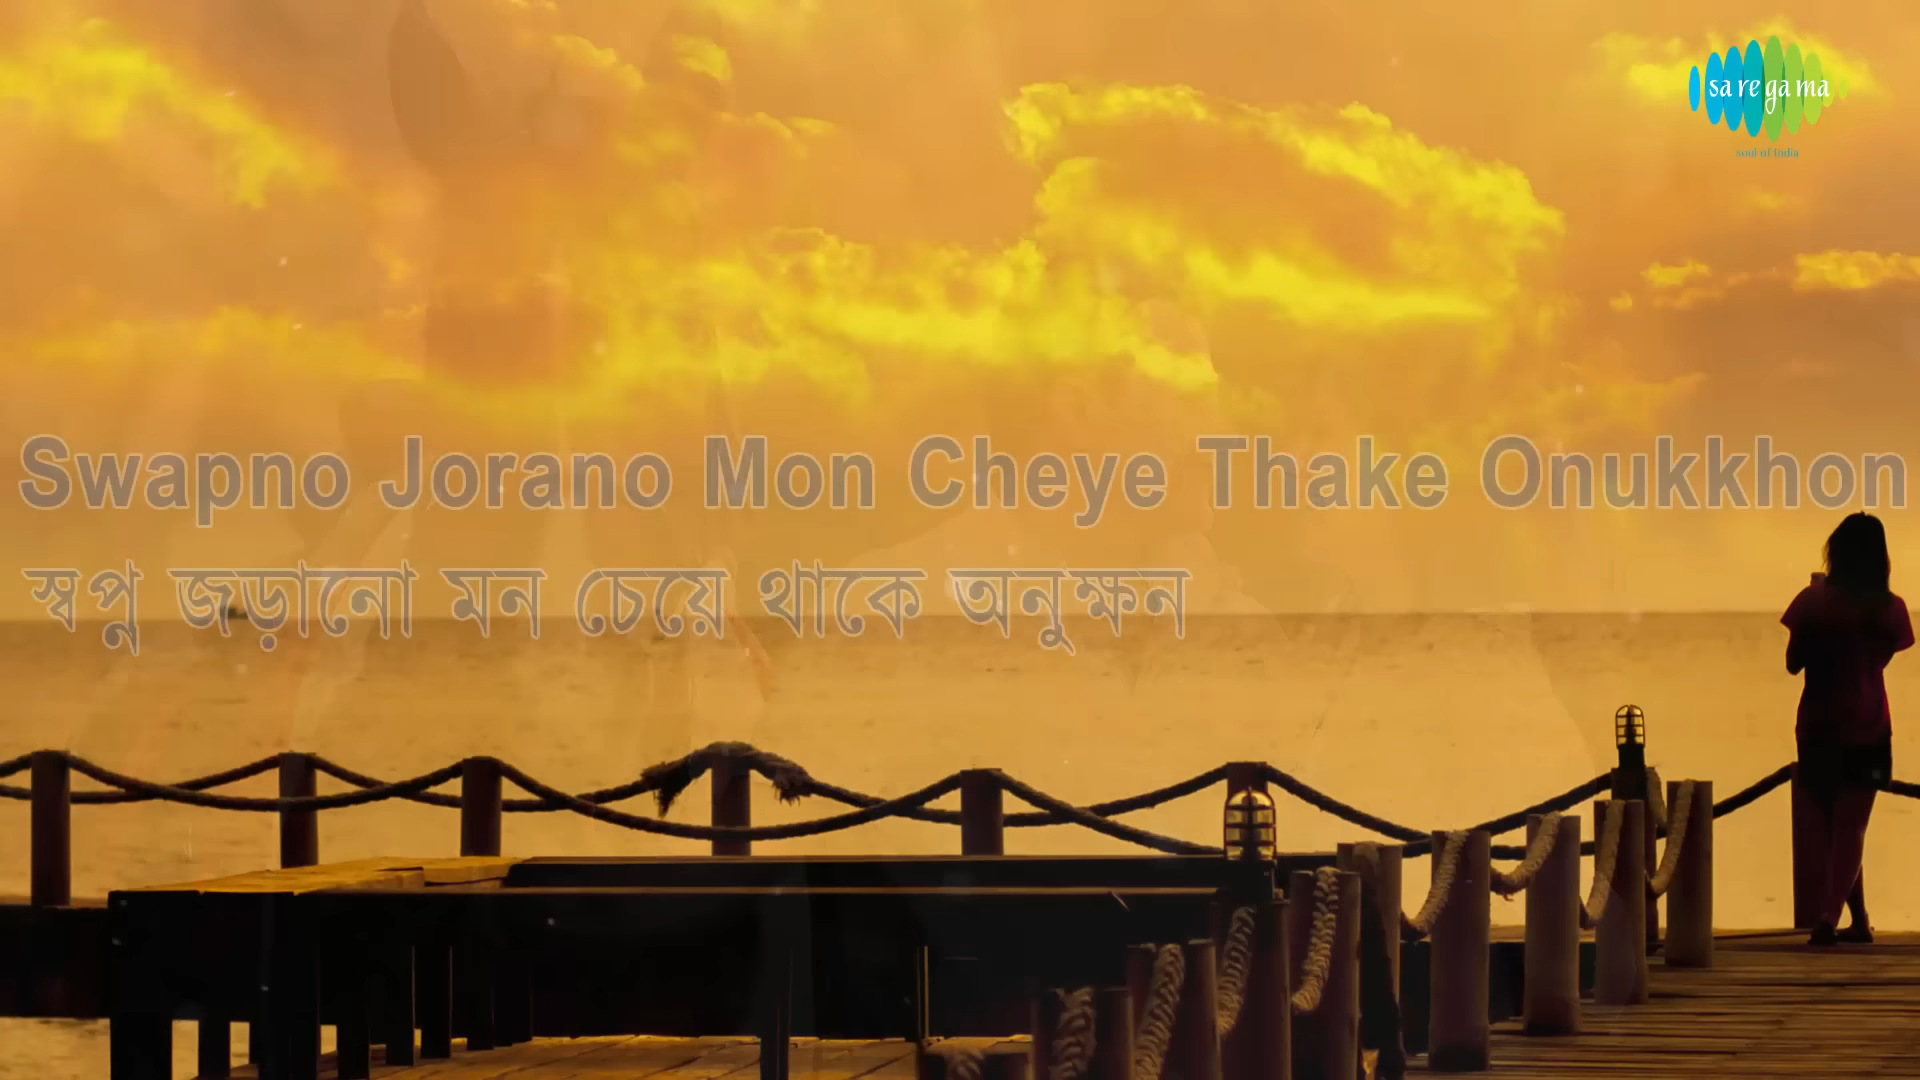 sa re ga ma
soul of India
Swapno Jorano Mon Cheye Thake Onukkhon
স্বপ্ন জড়ানো মন চেয়ে থাকে অনুক্ষন